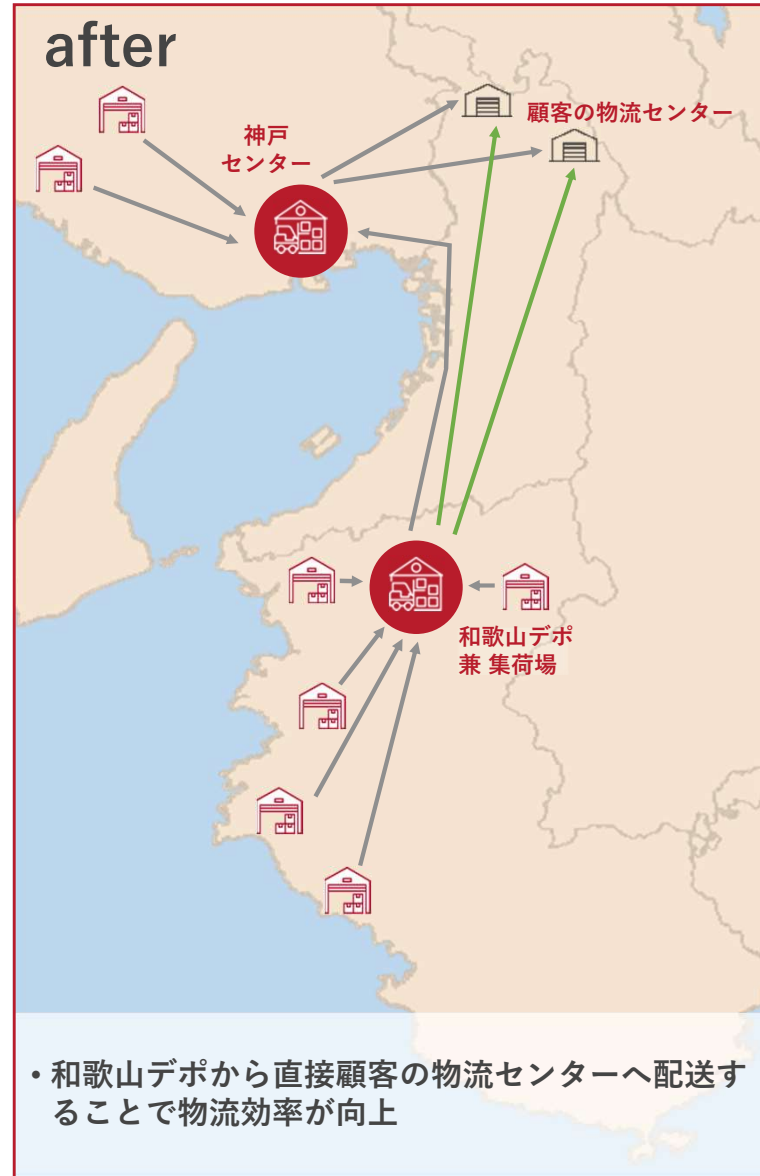 after
神戸
センター
顧客の物流センター
和歌山デポ
兼 集荷場
・和歌山デポから直接顧客の物流センターへ配送す
ることで物流効率が向上